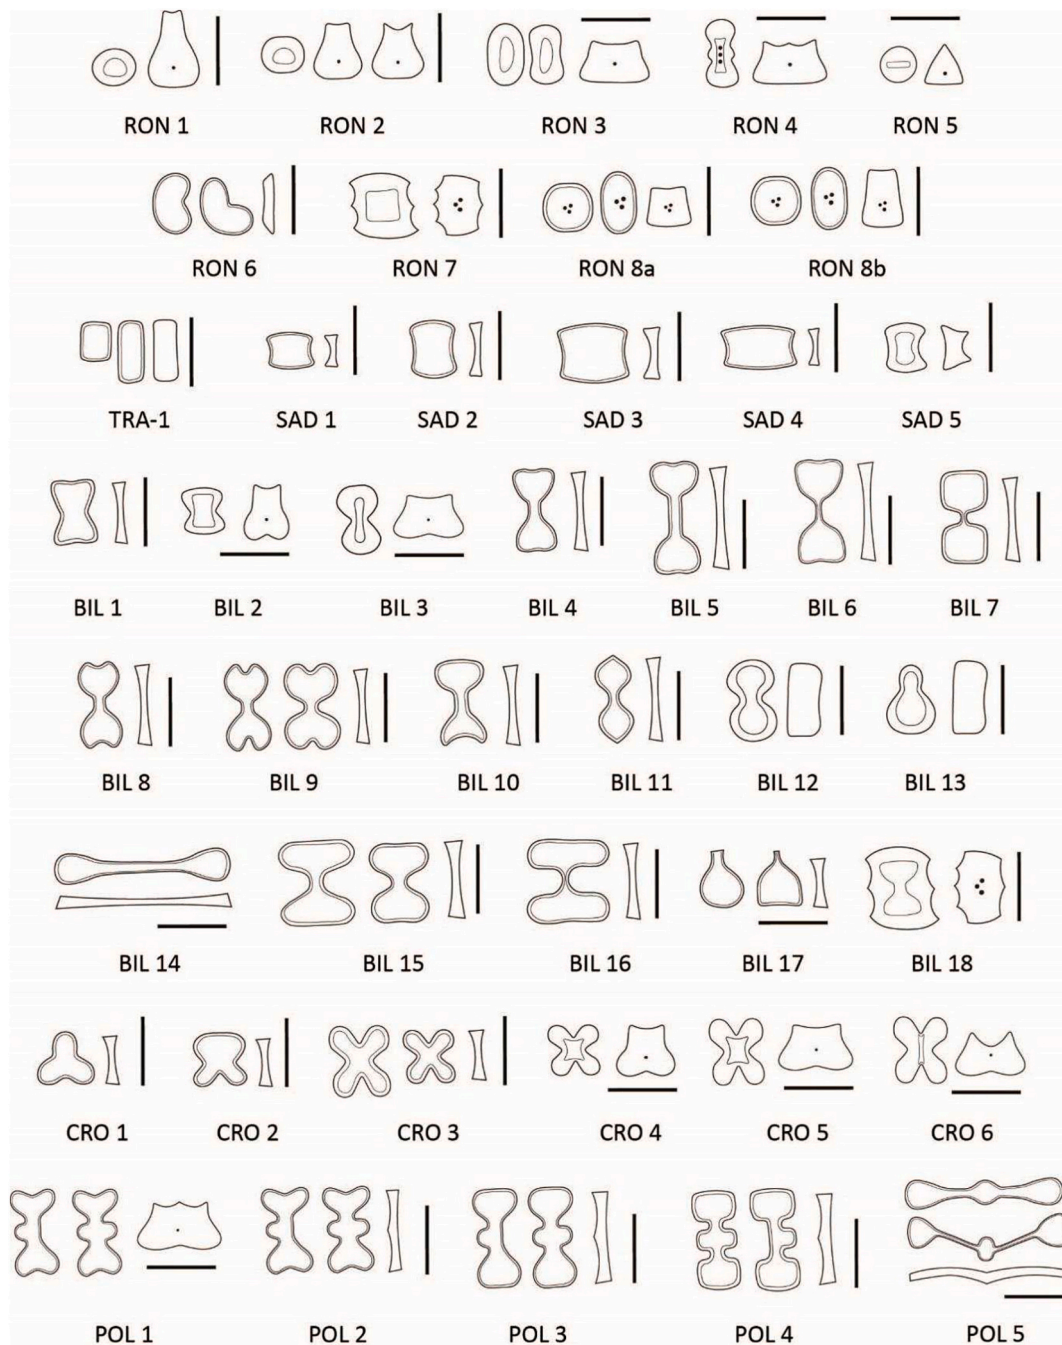 RON 1 RON 2 RON 3 RON 4 RON 5
RON 6 RON 7 RON 8a RON 8b
TRA-1 SAD 1 SAD 2 SAD 3 SAD 4 SAD 5
BIL 1 BIL 2 BIL 3 BIL 4 BIL 5 BIL 6 BIL 7
BIL 8 BIL 9 BIL 10 BIL 11 BIL 12 BIL 13
BIL 14 BIL 15 BIL 16 BIL 17 BIL 18
CRO 1 CRO 2 CRO 3 CRO 4 CRO 5 CRO 6
POL 1 POL 2 POL 3 POL 4 POL 5